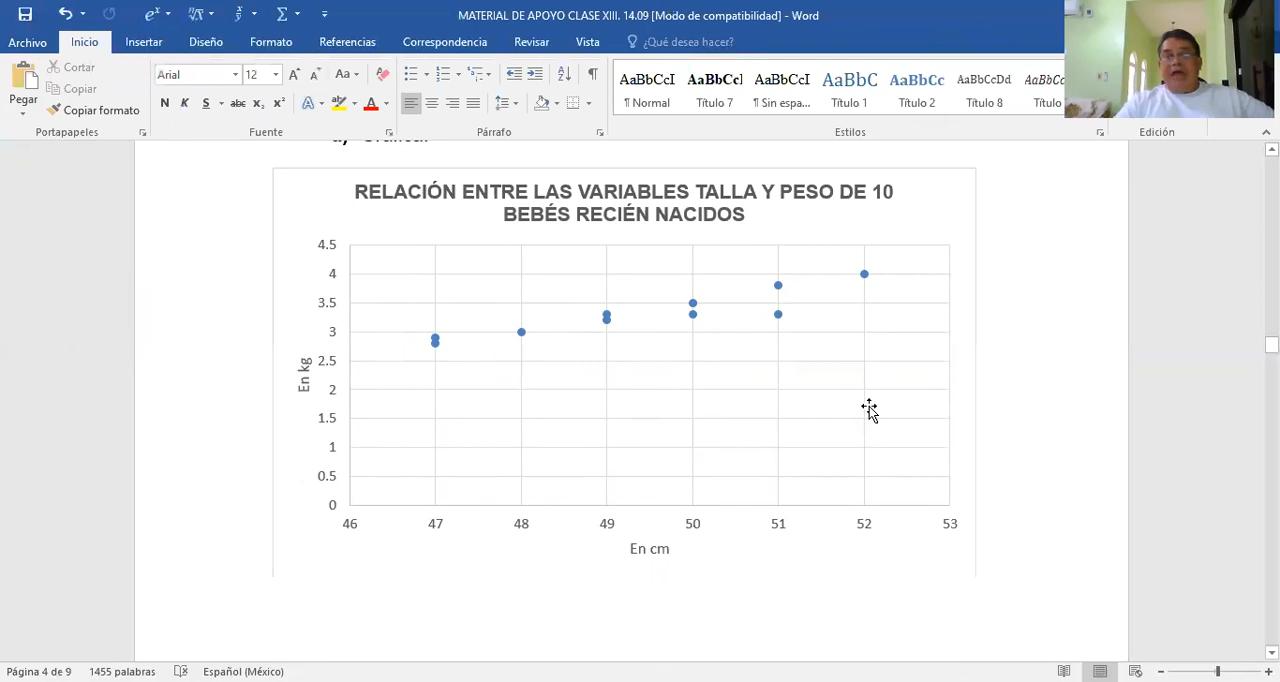 MATERIAL DE APOYO CLASE XIII. 14.09 [Modo de compatibilidad] - Word
Archivo Inicio Insertar Diseño Formato Referencias Correspondencia Revisar Vista ¿Qué desea hacer?
Pegar
Cortar
Copiar
Copiar formato
Portapapeles
Arial 12
Aa
N K S abc x₂ x²
Fuente
Párrafo
AaBbCcI AaBbCcI AaBbCcI AaBbC AaBbCc AaBbCcDd AaBbCc
¶ Normal Título 7 ¶ Sin espa... Título 1 Título 2 Título 8 Título
Estilos
Edición
RELACIÓN ENTRE LAS VARIABLES TALLA Y PESO DE 10
BEBÉS RECIÉN NACIDOS
4.5
4
3.5
3
2.5
2
1.5
1
0.5
0
En kg
46 47 48 49 50 51 52 53
En cm
Página 4 de 9 1455 palabras Español (México)